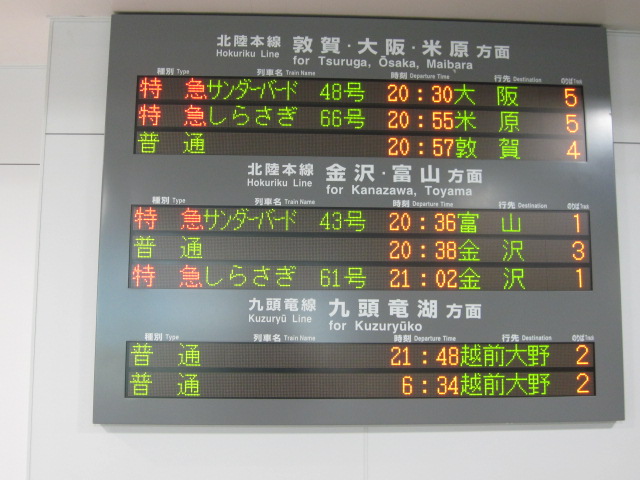 北陸本線 敦賀・大阪・米原 方面
Hokuriku Line for Tsuruga, Ōsaka, Maibara
種別 Type 列車名 Train Name 時刻 Departure Time 行先 Destination のりば Track
特急 サンダーバード 48号 20:30 大阪 5
特急 しらさぎ 66号 20:55 米原 5
普通 20:57 敦賀 4
北陸本線 金沢・富山 方面
Hokuriku Line for Kanazawa, Toyama
種別 Type 列車名 Train Name 時刻 Departure Time 行先 Destination のりば Track
特急 サンダーバード 43号 20:36 富山 1
普通 20:38 金沢 3
特急 しらさぎ 61号 21:02 金沢 1
九頭竜線 九頭竜湖 方面
Kuzuryū Line for Kuzuryūko
種別 Type 列車名 Train Name 時刻 Departure Time 行先 Destination のりば Track
普通 21:48 越前大野 2
普通 6:34 越前大野 2